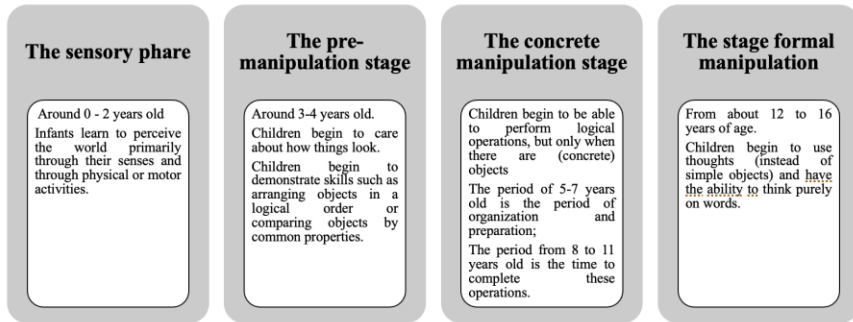 The sensory phare
Around 0 - 2 years old
Infants learn to perceive
the world primarily
through their senses and
through physical or motor
activities.
The pre-
manipulation stage
Around 3-4 years old.
Children begin to care
about how things look.
Children begin to
demonstrate skills such as
arranging objects in a
logical order or
comparing objects by
common properties.
The concrete
manipulation stage
Children begin to be able
to perform logical
operations, but only when
there are (concrete)
objects
The period of 5-7 years
old is the period of
organization and
preparation;
The period from 8 to 11
years old is the time to
complete these
operations.
The stage formal
manipulation
From about 12 to 16
years of age.
Children begin to use
thoughts (instead of
simple objects) and have
the ability to think purely
on words.